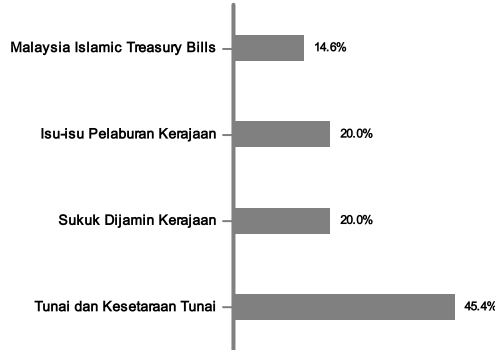 Malaysia Islamic Treasury Bills 14.6%
Isu-isu Pelaburan Kerajaan 20.0%
Sukuk Dijamin Kerajaan 20.0%
Tunai dan Kesetaraan Tunai 45.4%